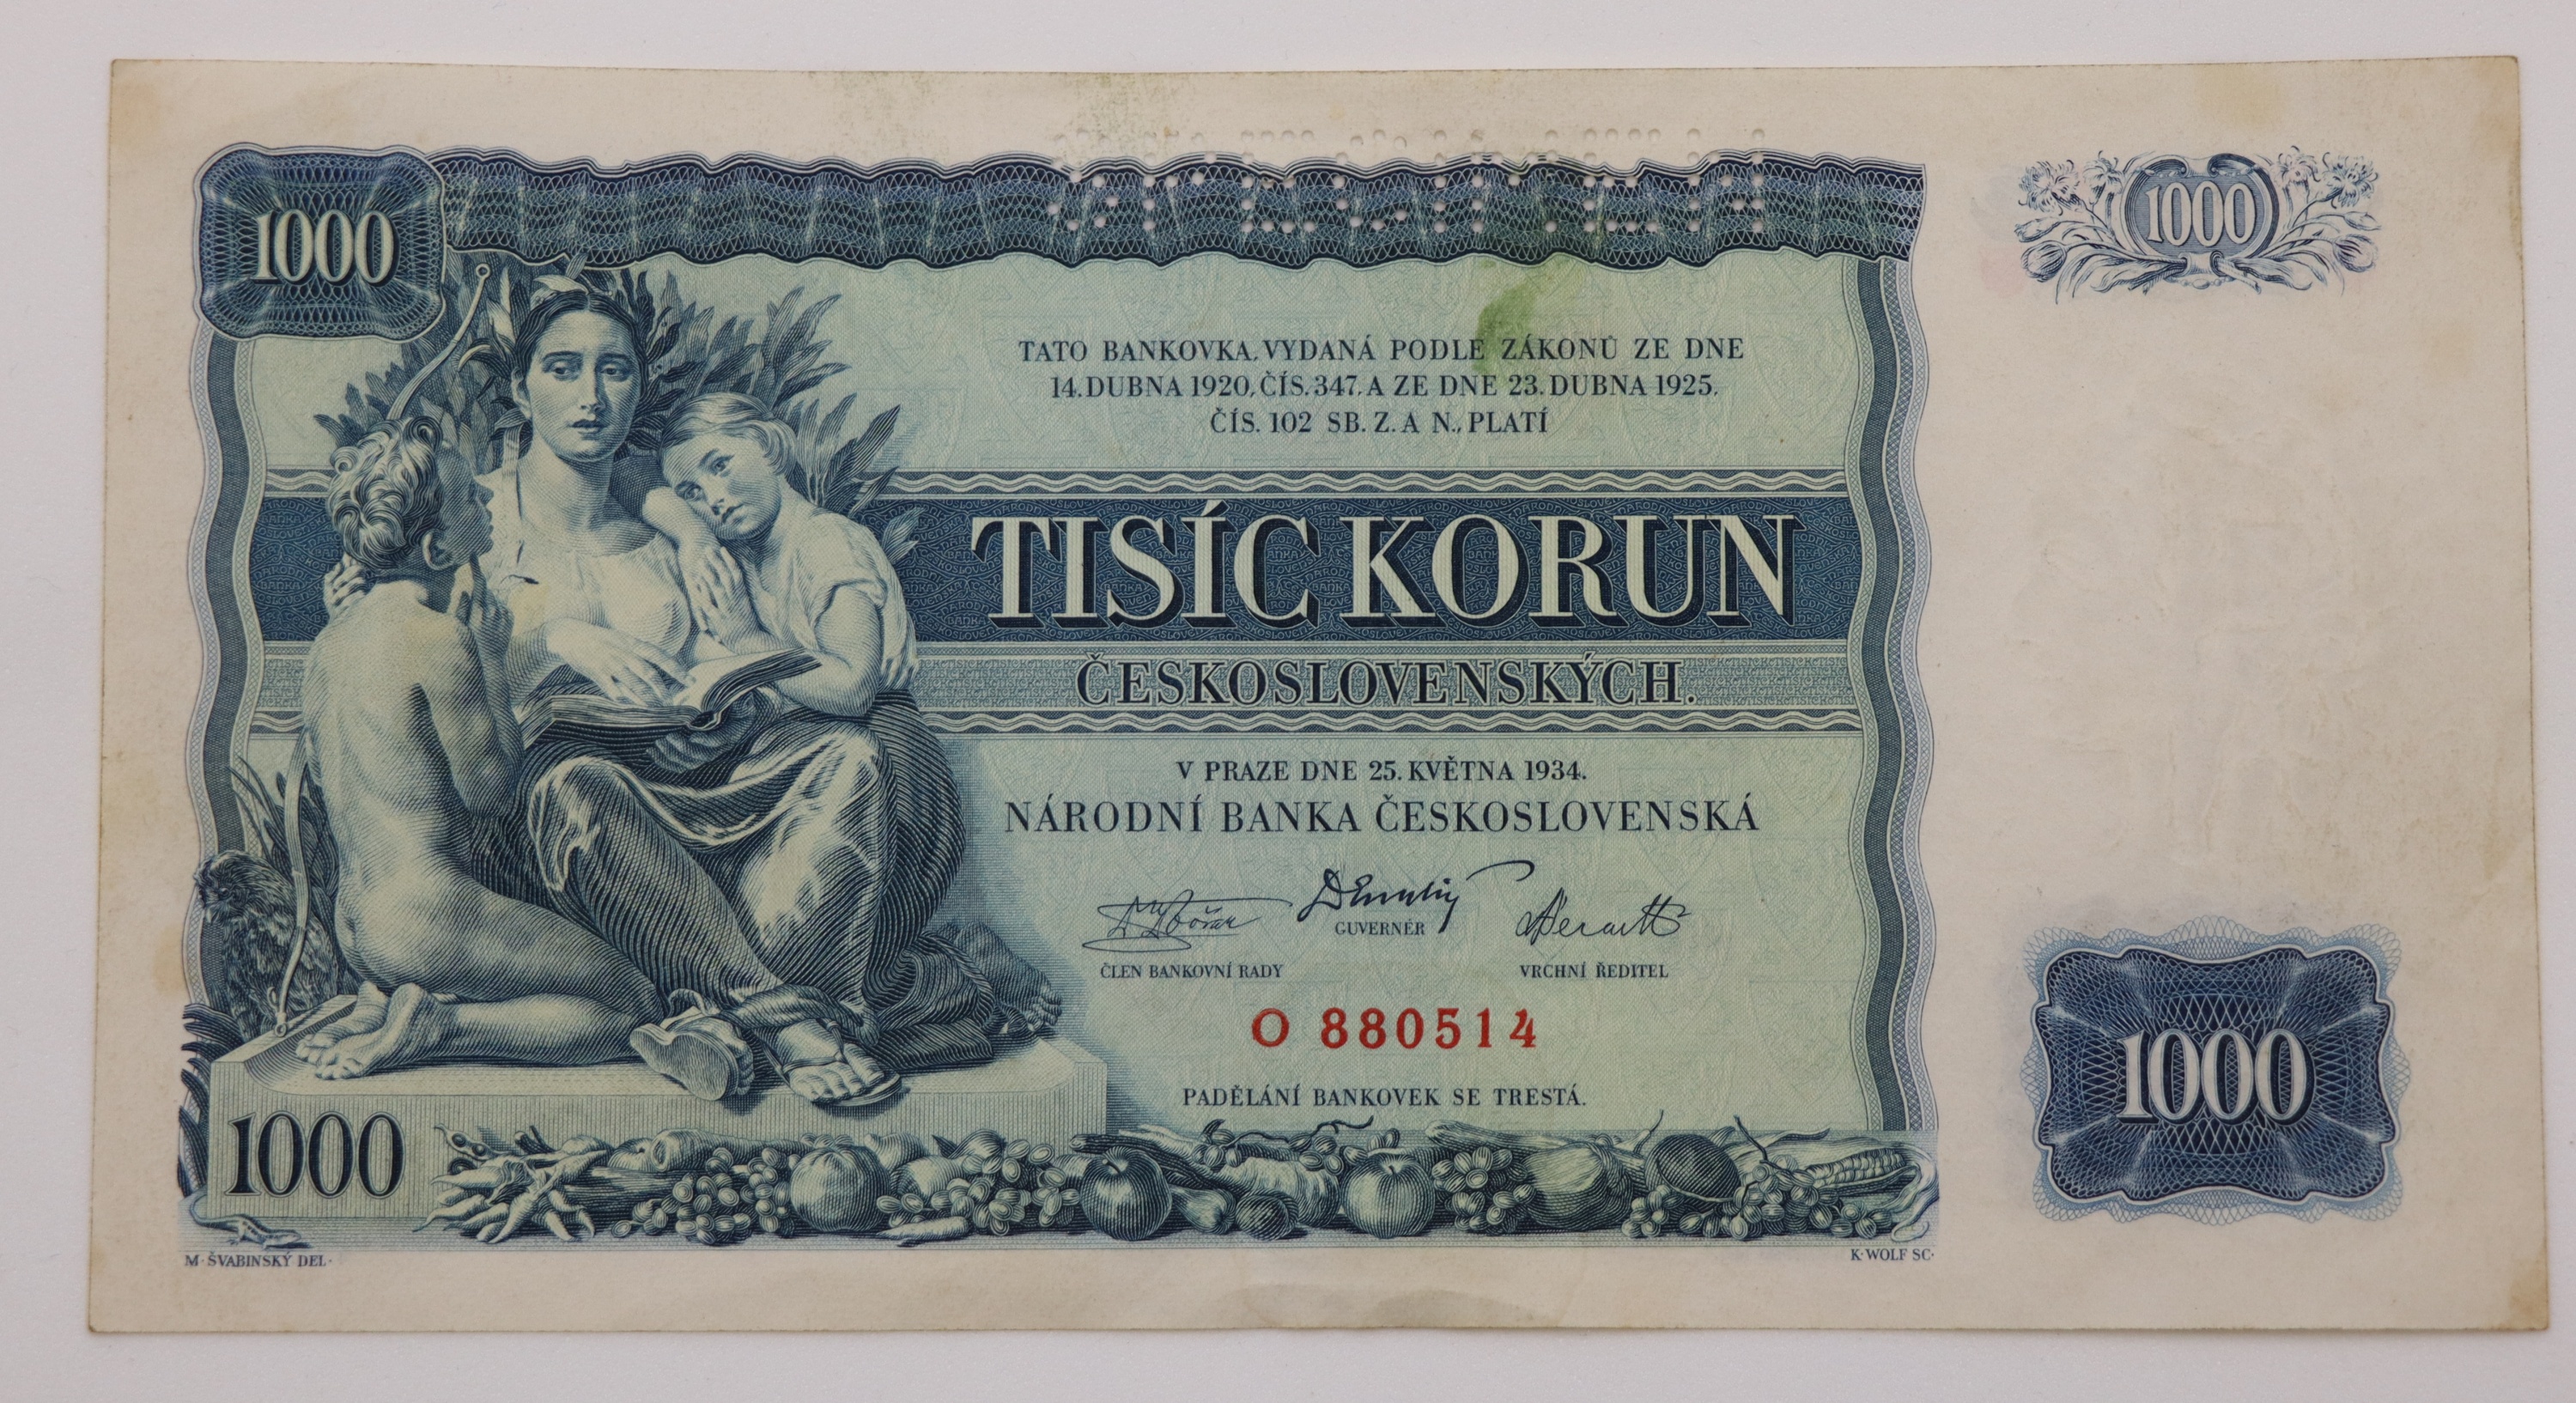 1000
1000
TATO BANKOVKA, VYDANÁ PODLE ZÁKONŮ ZE DNE
14. DUBNA 1920, ČÍS. 347, A ZE DNE 23. DUBNA 1925,
ČÍS. 102 SB. Z. A N., PLATÍ
TISÍC KORUN
ČESKOSLOVENSKÝCH.
V PRAZE DNE 25. KVĚTNA 1934.
NÁRODNÍ BANKA ČESKOSLOVENSKÁ
GUVERNÉR
ČLEN BANKOVNÍ RADY
VRCHNÍ ŘEDITEL
O 880514
PADĚLÁNÍ BANKOVEK SE TRESTÁ.
1000
1000
M·ŠVABINSKÝ DEL·
K·WOLF SC·